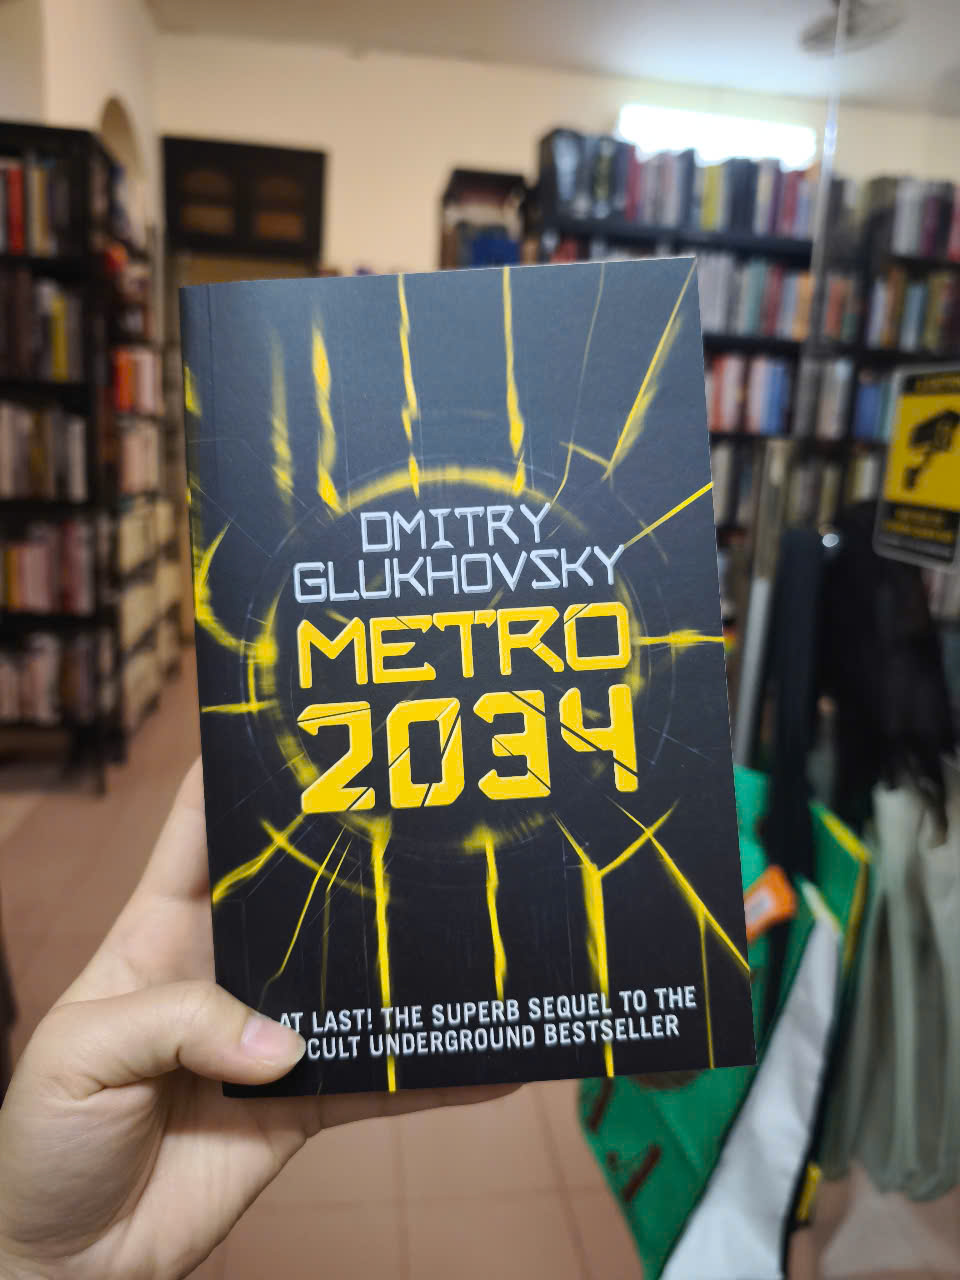 DMITRY
GLUKHOVSKY
METRO
2034
AT LAST! THE SUPERB SEQUEL TO THE
CULT UNDERGROUND BESTSELLER